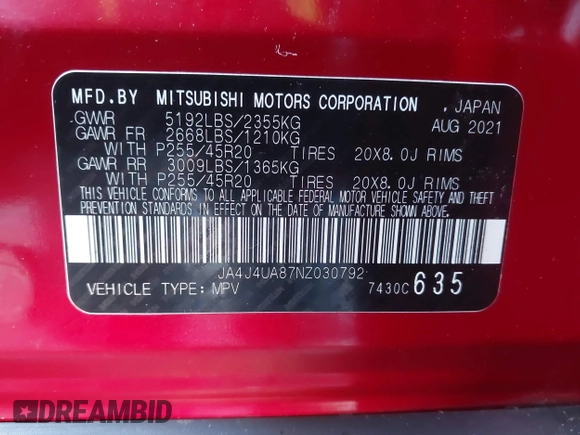 MFD.BY MITSUBISHI MOTORS CORPORATION . JAPAN
GVWR 5192LBS/2355KG AUG 2021
GAWR FR 2668LBS/1210KG
WITH P255/45R20 TIRES 20X8.0J RIMS
GAWR RR 3009LBS/1365KG
WITH P255/45R20 TIRES 20X8.0J RIMS
THIS VEHICLE CONFORMS TO ALL APPLICABLE FEDERAL MOTOR VEHICLE SAFETY AND THEFT
PREVENTION STANDARDS IN EFFECT ON THE DATE OF MANUFACTURE SHOWN ABOVE.
JA4J4UA87NZ030792
VEHICLE TYPE: MPV 7430C 635
DREAMBID